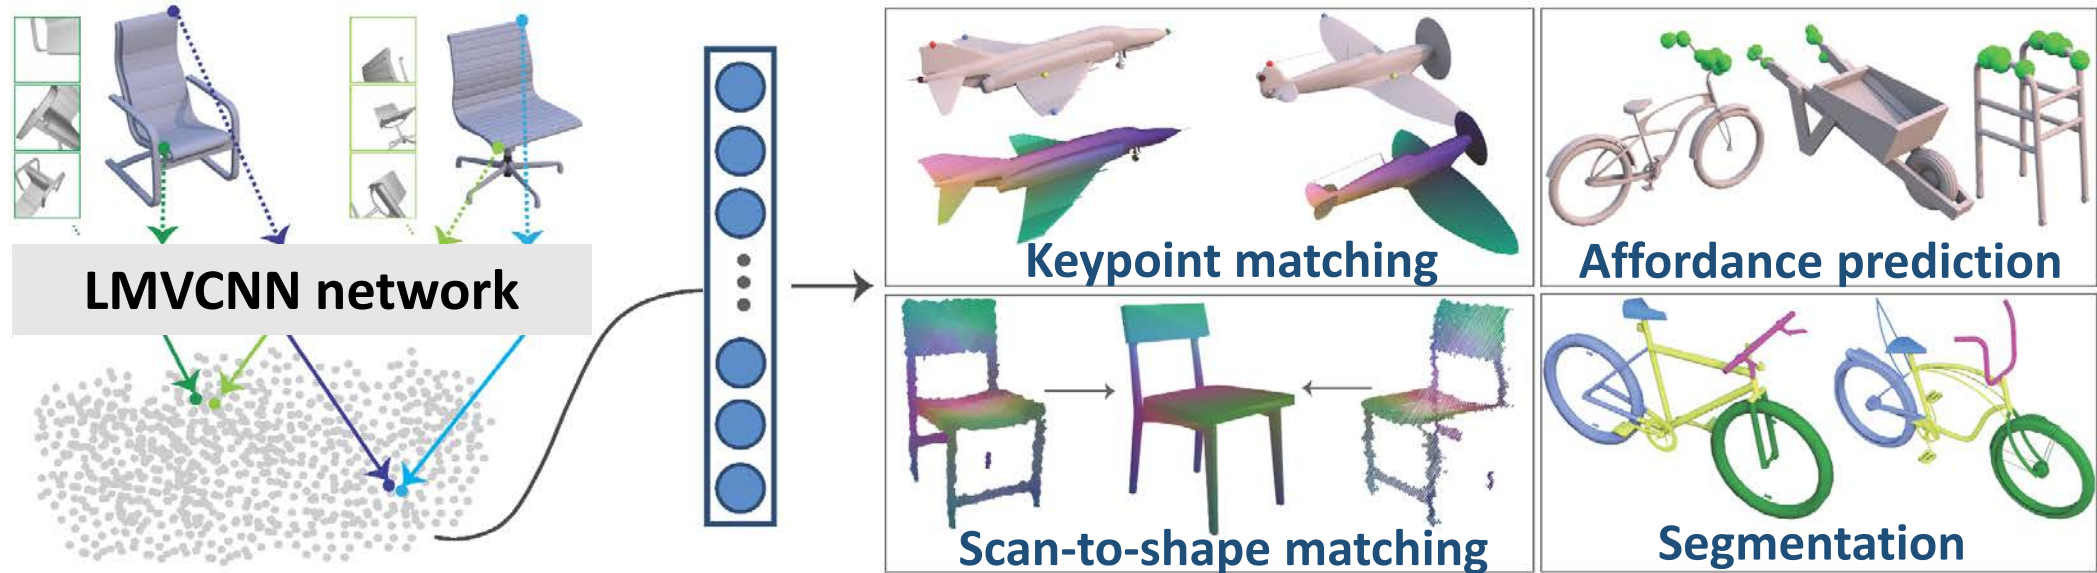 LMVCNN network
Keypoint matching
Affordance prediction
Scan-to-shape matching
Segmentation